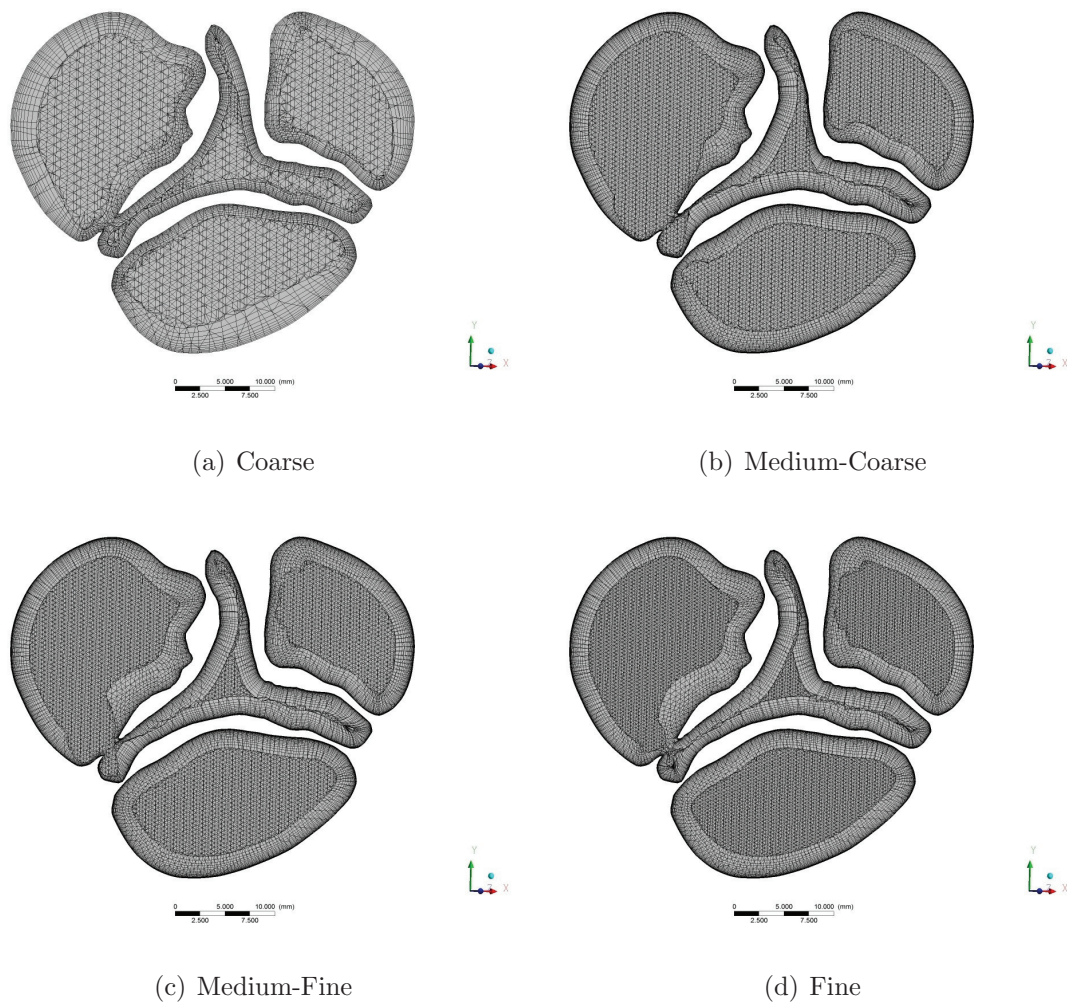 Y Y
Z X Z X
0 5.000 10.000 (mm) 0 5.000 10.000 (mm)
2.500 7.500 2.500 7.500
(a) Coarse (b) Medium-Coarse
Y Y
Z X Z X
0 5.000 10.000 (mm) 0 5.000 10.000 (mm)
2.500 7.500 2.500 7.500
(c) Medium-Fine (d) Fine